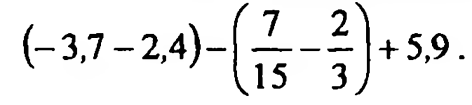 (−3,7 − 2,4) − (7/15 − 2/3) + 5,9.